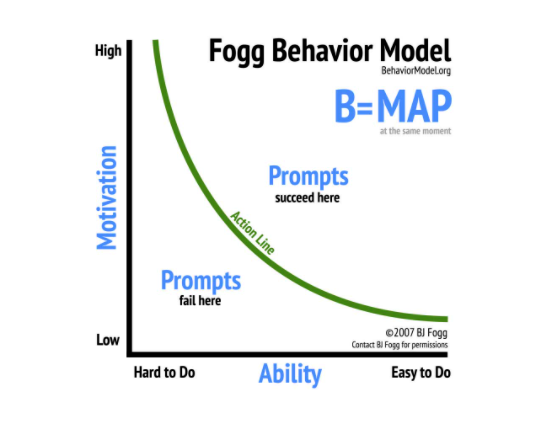 High
Fogg Behavior Model
BehaviorModel.org
B=MAP
at the same moment
Motivation
Prompts
succeed here
Action Line
Prompts
fail here
Low
©2007 BJ Fogg
Contact BJ Fogg for permissions
Hard to Do
Ability
Easy to Do